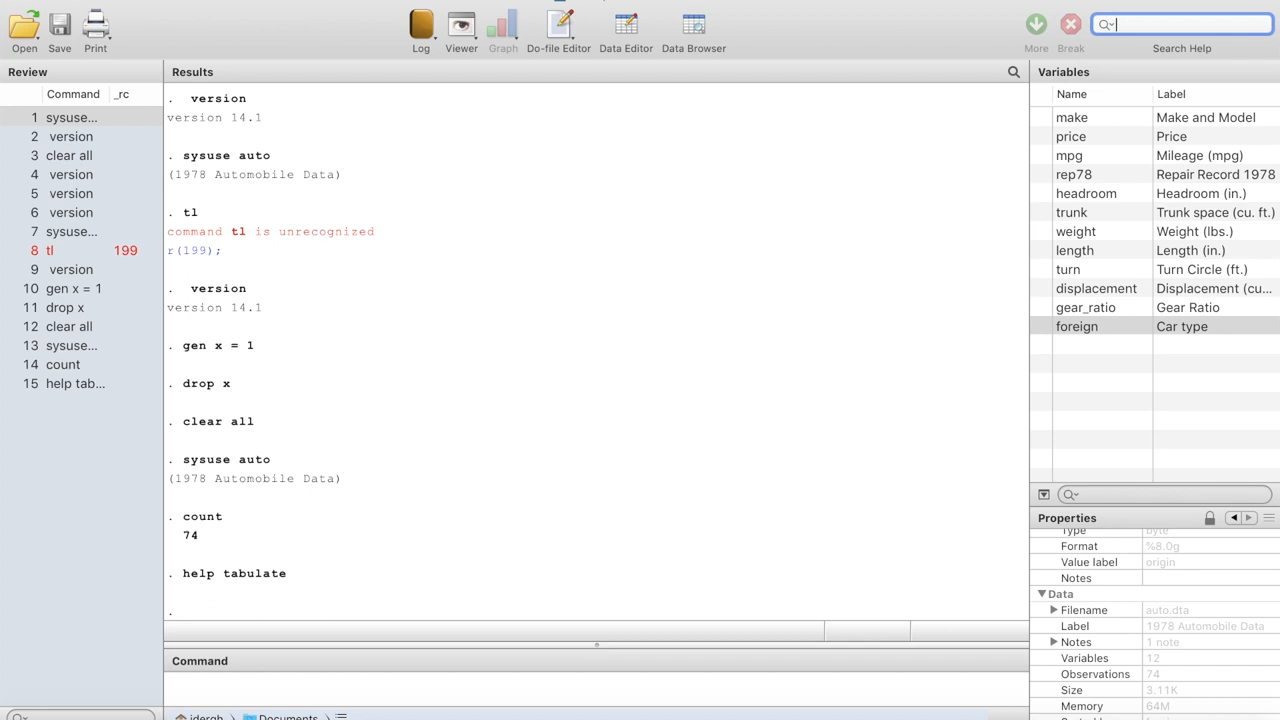 Open Save Print Log Viewer Graph Do-file Editor Data Editor Data Browser More Break Search Help
Review
Command _rc
1 sysuse...
2 version
3 clear all
4 version
5 version
6 version
7 sysuse...
8 tl 199
9 version
10 gen x = 1
11 drop x
12 clear all
13 sysuse...
14 count
15 help tab...
Results
. version
version 14.1
. sysuse auto
(1978 Automobile Data)
. tl
command tl is unrecognized
r(199);
. version
version 14.1
. gen x = 1
. drop x
. clear all
. sysuse auto
(1978 Automobile Data)
. count
74
. help tabulate
.
Command
idergh Documents
Variables
Name Label
make Make and Model
price Price
mpg Mileage (mpg)
rep78 Repair Record 1978
headroom Headroom (in.)
trunk Trunk space (cu. ft.)
weight Weight (lbs.)
length Length (in.)
turn Turn Circle (ft.)
displacement Displacement (cu...
gear_ratio Gear Ratio
foreign Car type
Properties
Type byte
Format %8.0g
Value label origin
Notes
Data
Filename auto.dta
Label 1978 Automobile Data
Notes 1 note
Variables 12
Observations 74
Size 3.11K
Memory 64M